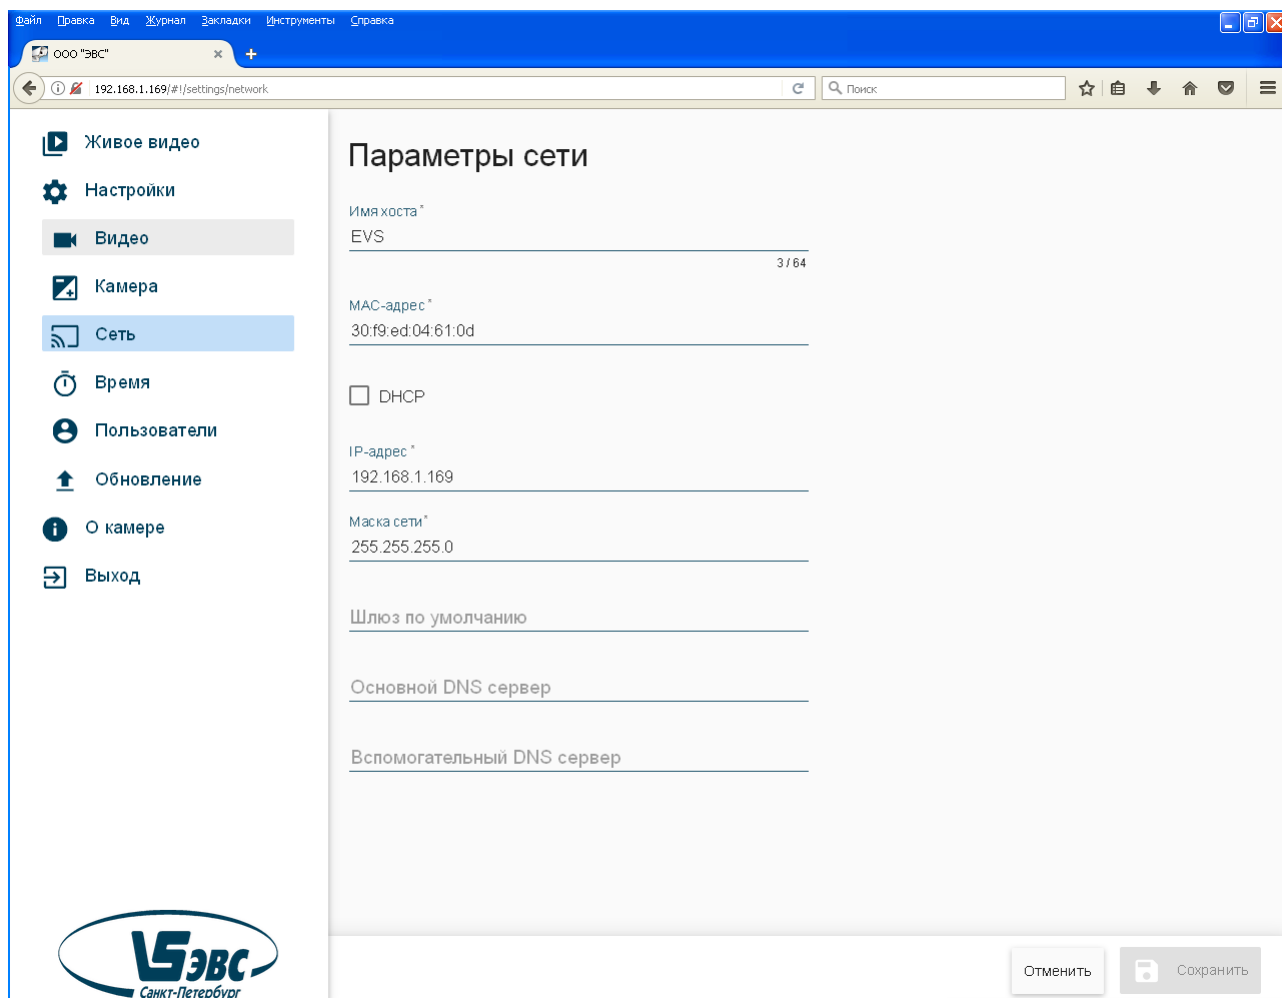 Файл Правка Вид Журнал Закладки Инструменты Справка
ООО "ЭВС"
192.168.1.169/#!/settings/network
Поиск
Живое видео
Настройки
Видео
Камера
Сеть
Время
Пользователи
Обновление
О камере
Выход
Параметры сети
Имя хоста *
EVS
3 / 64
MAC-адрес *
30:f9:ed:04:61:0d
DHCP
IP-адрес *
192.168.1.169
Маска сети *
255.255.255.0
Шлюз по умолчанию
Основной DNS сервер
Вспомогательный DNS сервер
ЭВС
Санкт-Петербург
Отменить
Сохранить